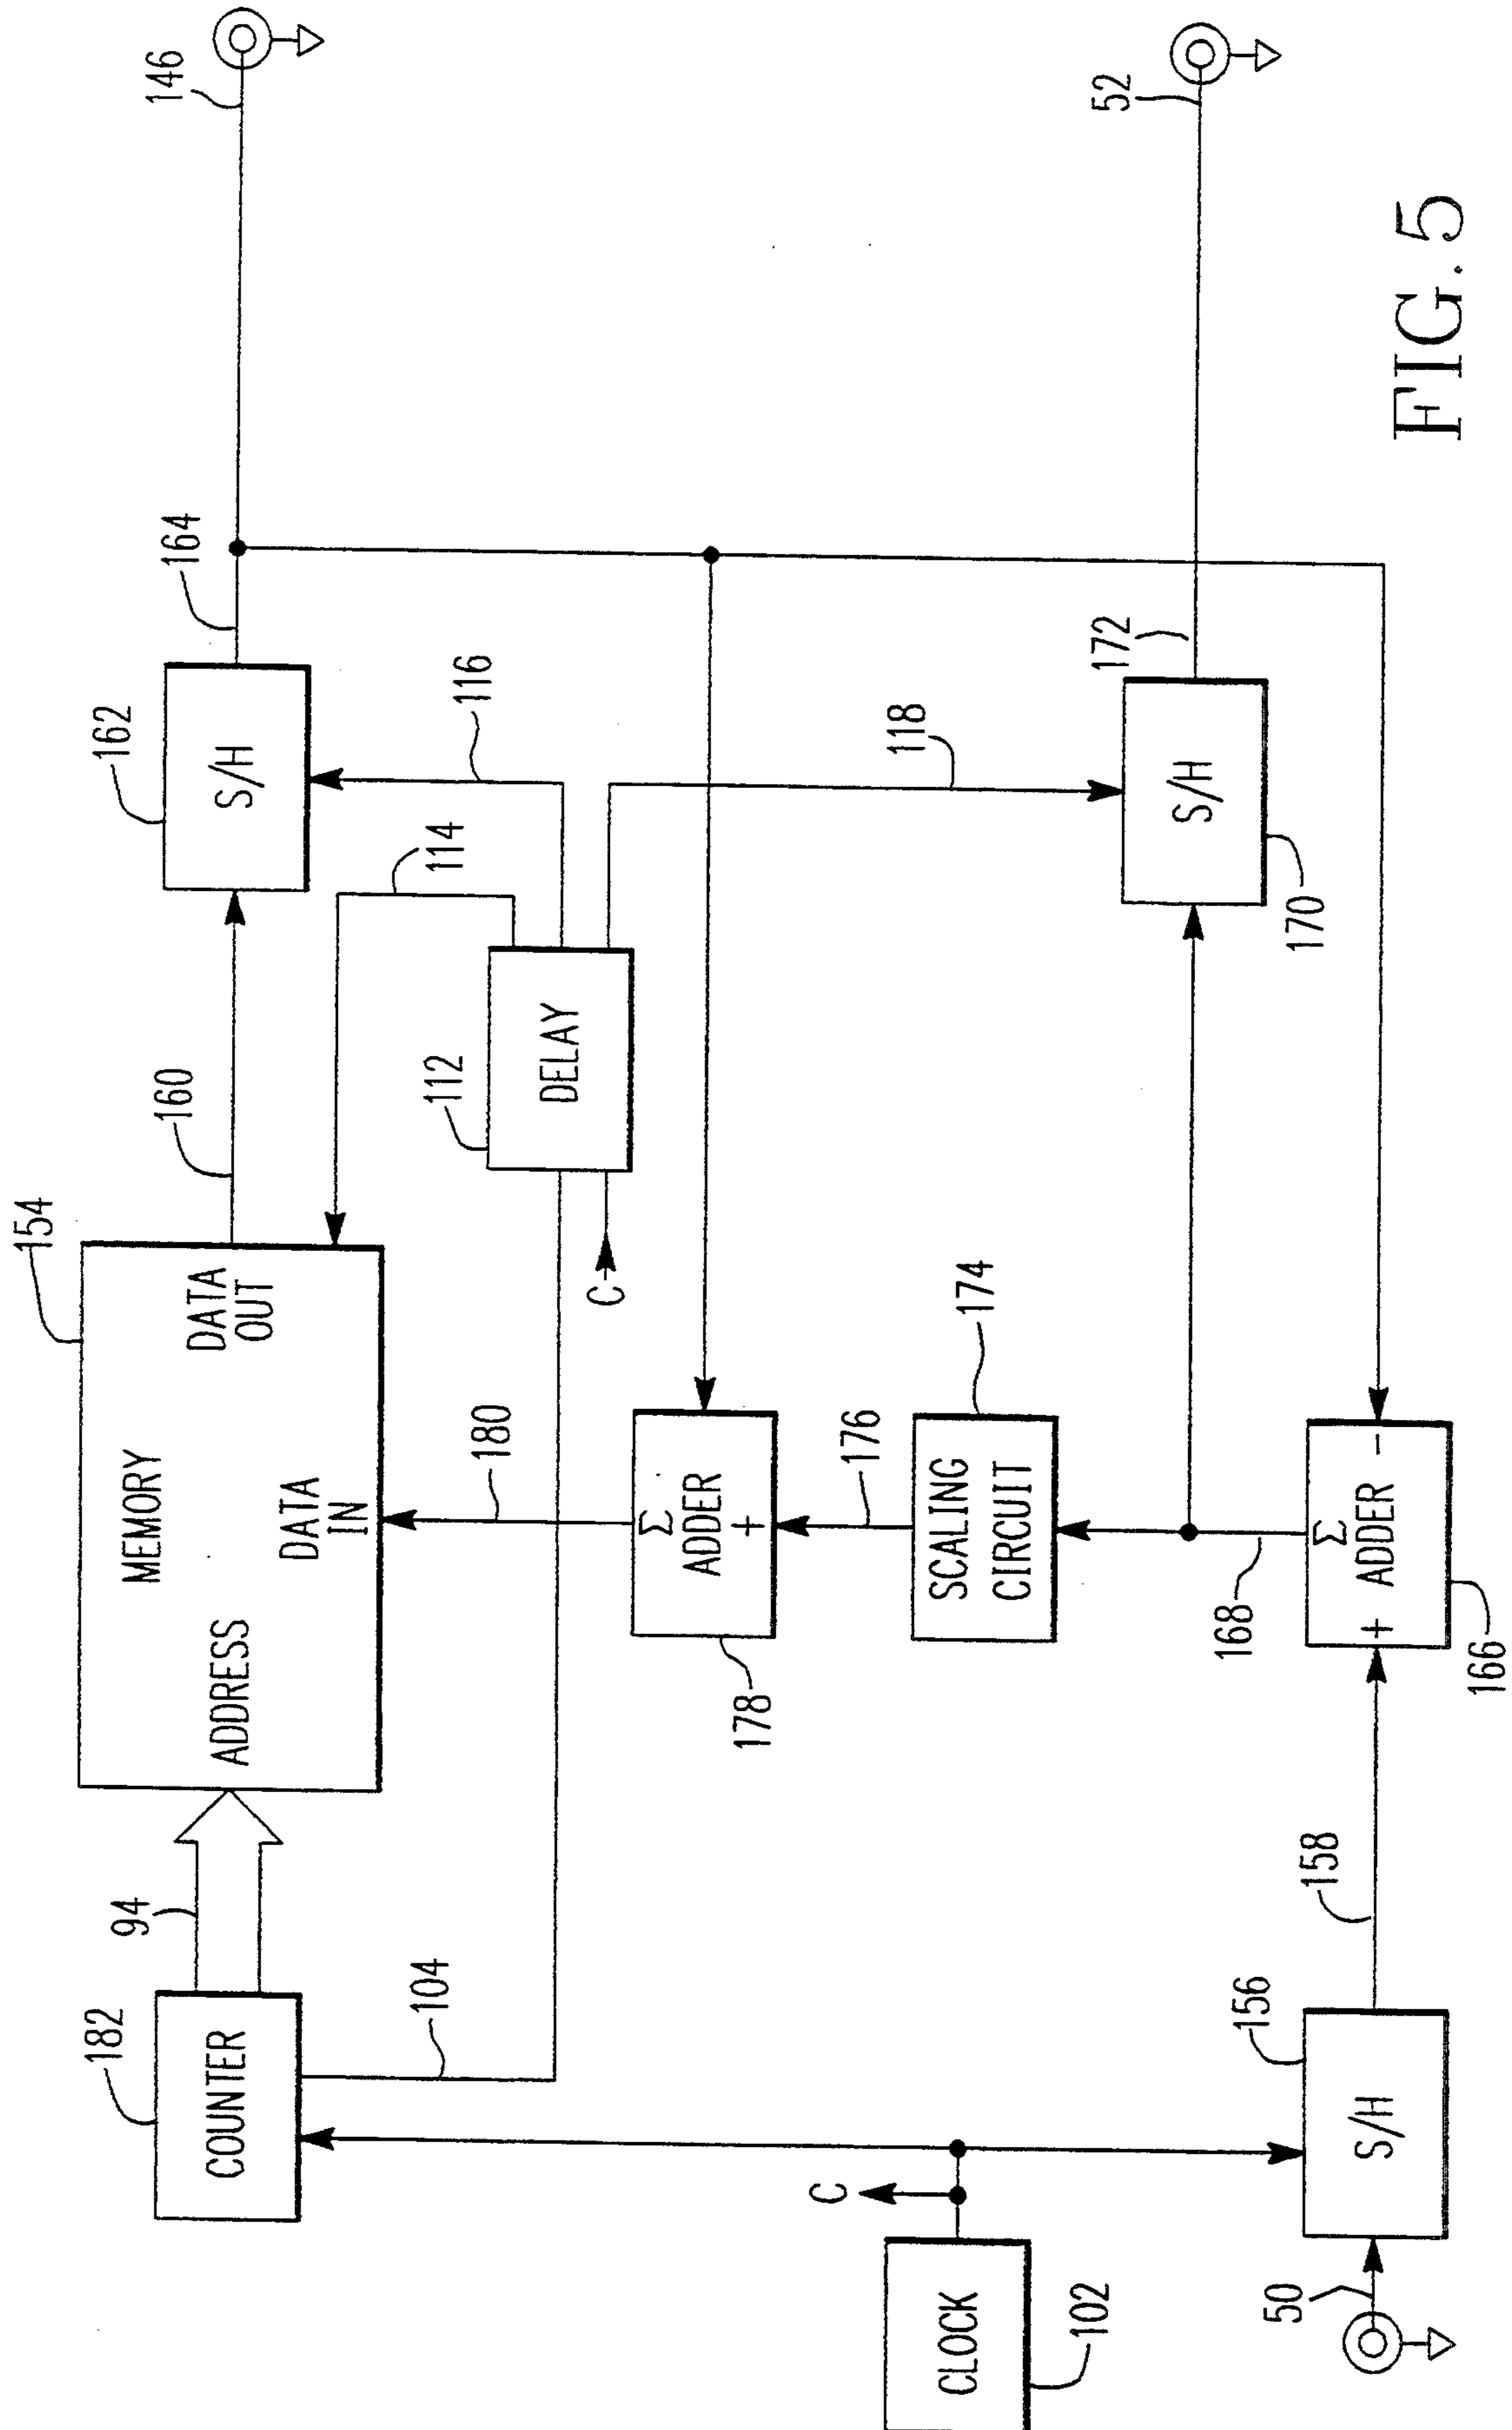 154
MEMORY
ADDRESS
DATA
IN
DATA
OUT
94
182
COUNTER
104
160
162
S/H
164
146
116
114
112
DELAY
C
118
180
Σ
ADDER
+
178
176
174
SCALING
CIRCUIT
168
C
CLOCK
102
50
156
S/H
158
Σ
+ ADDER -
166
170
S/H
172
52
FIG. 5